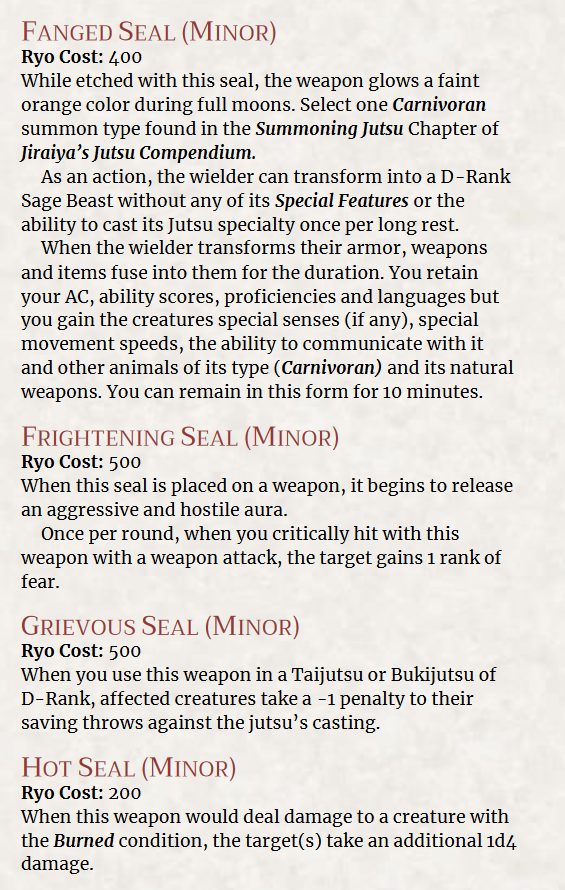 Fanged Seal (Minor)
Ryo Cost: 400
While etched with this seal, the weapon glows a faint
orange color during full moons. Select one Carnivoran
summon type found in the Summoning Jutsu Chapter of
Jiraiya's Jutsu Compendium.
As an action, the wielder can transform into a D-Rank
Sage Beast without any of its Special Features or the
ability to cast its Jutsu specialty once per long rest.
When the wielder transforms their armor, weapons
and items fuse into them for the duration. You retain
your AC, ability scores, proficiencies and languages but
you gain the creatures special senses (if any), special
movement speeds, the ability to communicate with it
and other animals of its type (Carnivoran) and its natural
weapons. You can remain in this form for 10 minutes.
Frightening Seal (Minor)
Ryo Cost: 500
When this seal is placed on a weapon, it begins to release
an aggressive and hostile aura.
Once per round, when you critically hit with this
weapon with a weapon attack, the target gains 1 rank of
fear.
Grievous Seal (Minor)
Ryo Cost: 500
When you use this weapon in a Taijutsu or Bukijutsu of
D-Rank, affected creatures take a -1 penalty to their
saving throws against the jutsu's casting.
Hot Seal (Minor)
Ryo Cost: 200
When this weapon would deal damage to a creature with
the Burned condition, the target(s) take an additional 1d4
damage.